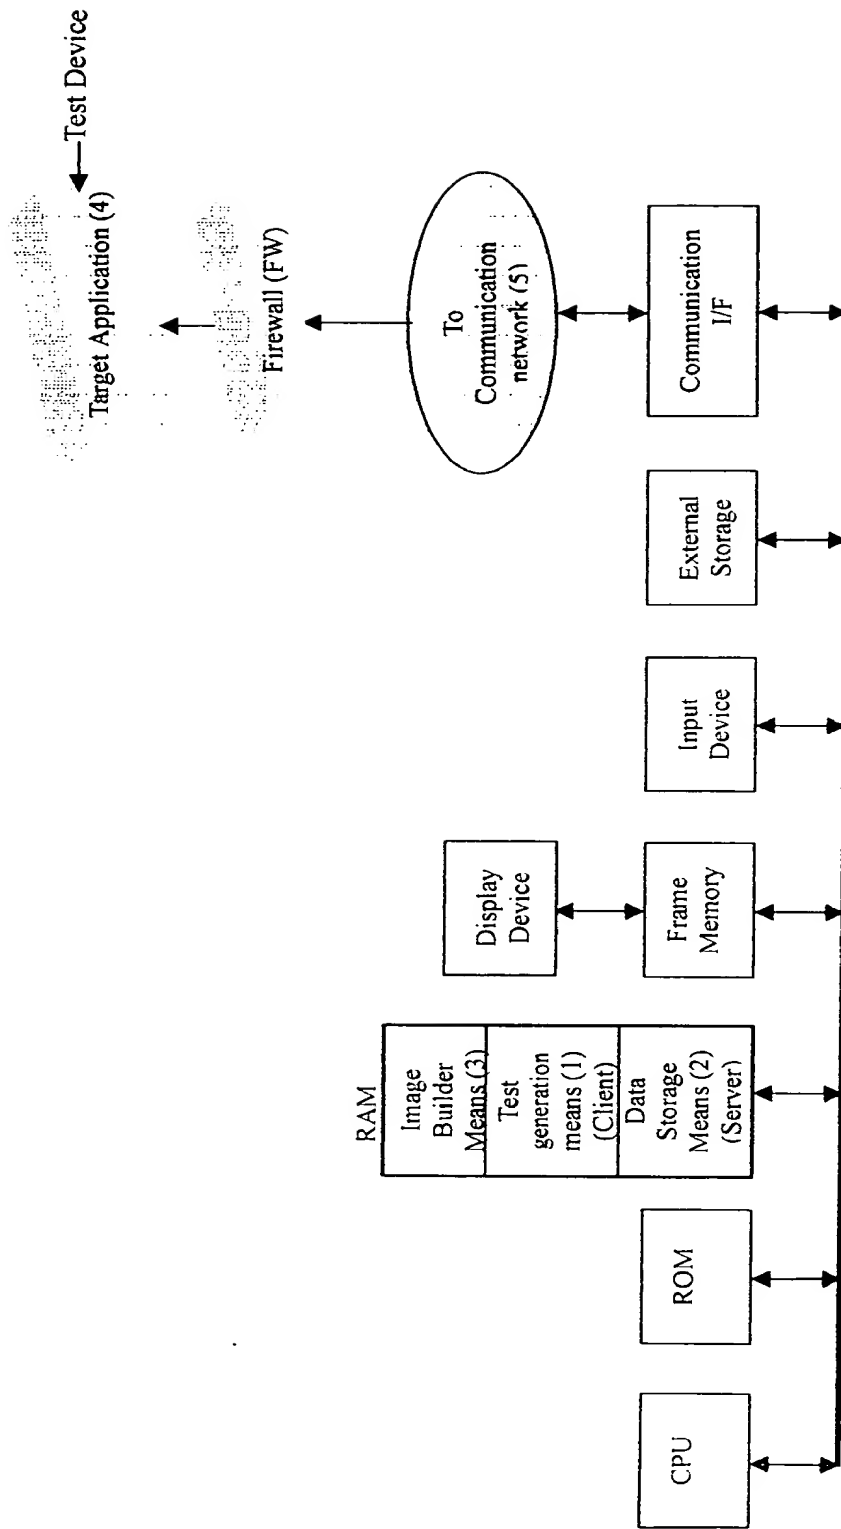 Test Device
Target Application (4)
Firewall (FW)
To
Communication
network (5)
RAM
Image
Builder
Means (3)
Test
generation
means (1)
(Client)
Data
Storage
Means (2)
(Server)
Display
Device
CPU
ROM
Frame
Memory
Input
Device
External
Storage
Communication
I/F